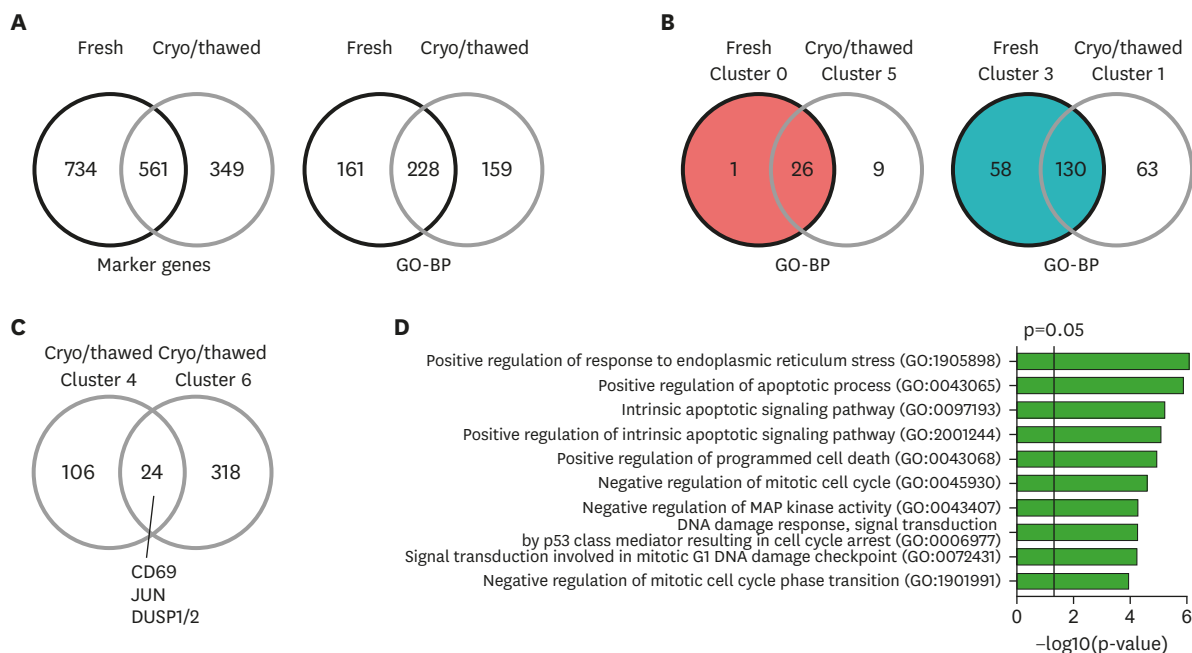 A
Fresh Cryo/thawed
734 561 349
Marker genes
Fresh Cryo/thawed
161 228 159
GO-BP
B
Fresh Cryo/thawed
Cluster 0 Cluster 5
1 26 9
GO-BP
Fresh Cryo/thawed
Cluster 3 Cluster 1
58 130 63
GO-BP
C
Cryo/thawed Cryo/thawed
Cluster 4 Cluster 6
106 24 318
CD69
JUN
DUSP1/2
D
p=0.05
Positive regulation of response to endoplasmic reticulum stress (GO:1905898)
Positive regulation of apoptotic process (GO:0043065)
Intrinsic apoptotic signaling pathway (GO:0097193)
Positive regulation of intrinsic apoptotic signaling pathway (GO:2001244)
Positive regulation of programmed cell death (GO:0043068)
Negative regulation of mitotic cell cycle (GO:0045930)
Negative regulation of MAP kinase activity (GO:0043407)
DNA damage response, signal transduction
by p53 class mediator resulting in cell cycle arrest (GO:0006977)
Signal transduction involved in mitotic G1 DNA damage checkpoint (GO:0072431)
Negative regulation of mitotic cell cycle phase transition (GO:1901991)
0 2 4 6
−log10(p-value)